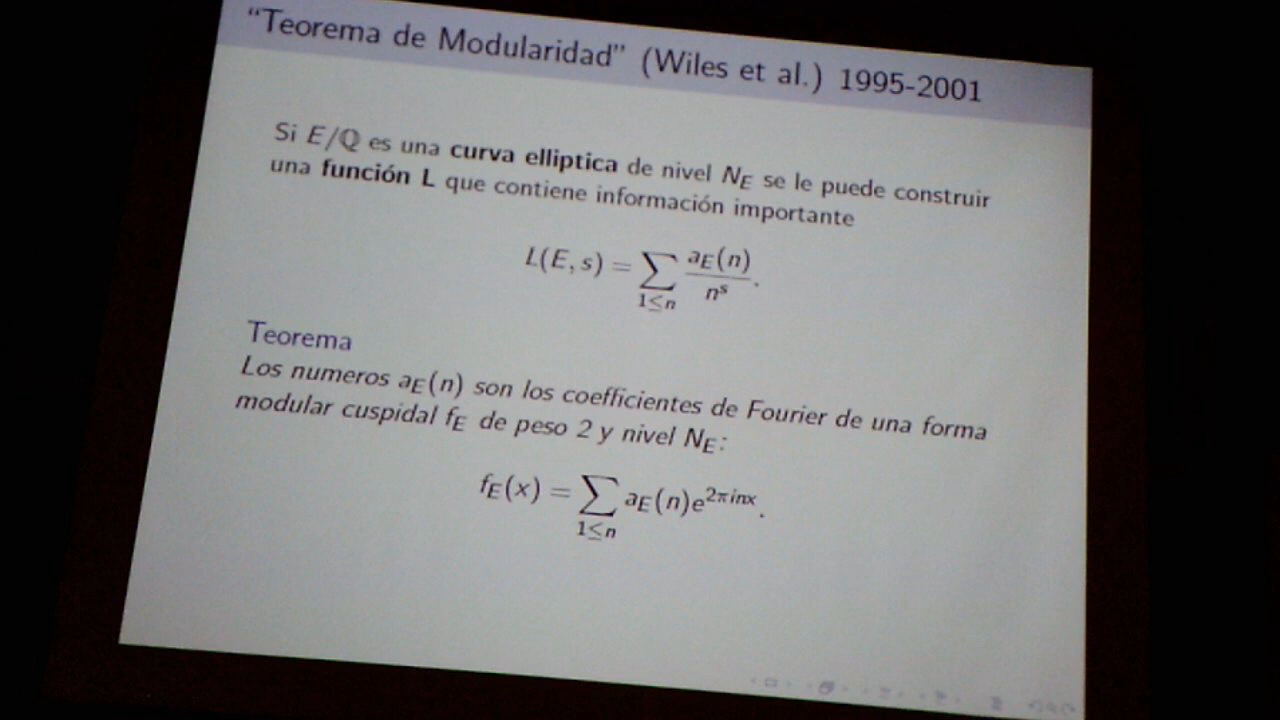 “Teorema de Modularidad” (Wiles et al.) 1995-2001
Si E/ℚ es una curva elliptica de nivel N_E se le puede construir
una función L que contiene información importante
L(E, s) = ∑_{1≤n} a_E(n)/n^s.
Teorema
Los numeros a_E(n) son los coefficientes de Fourier de una forma
modular cuspidal f_E de peso 2 y nivel N_E:
f_E(x) = ∑_{1≤n} a_E(n)e^{2πinx}.